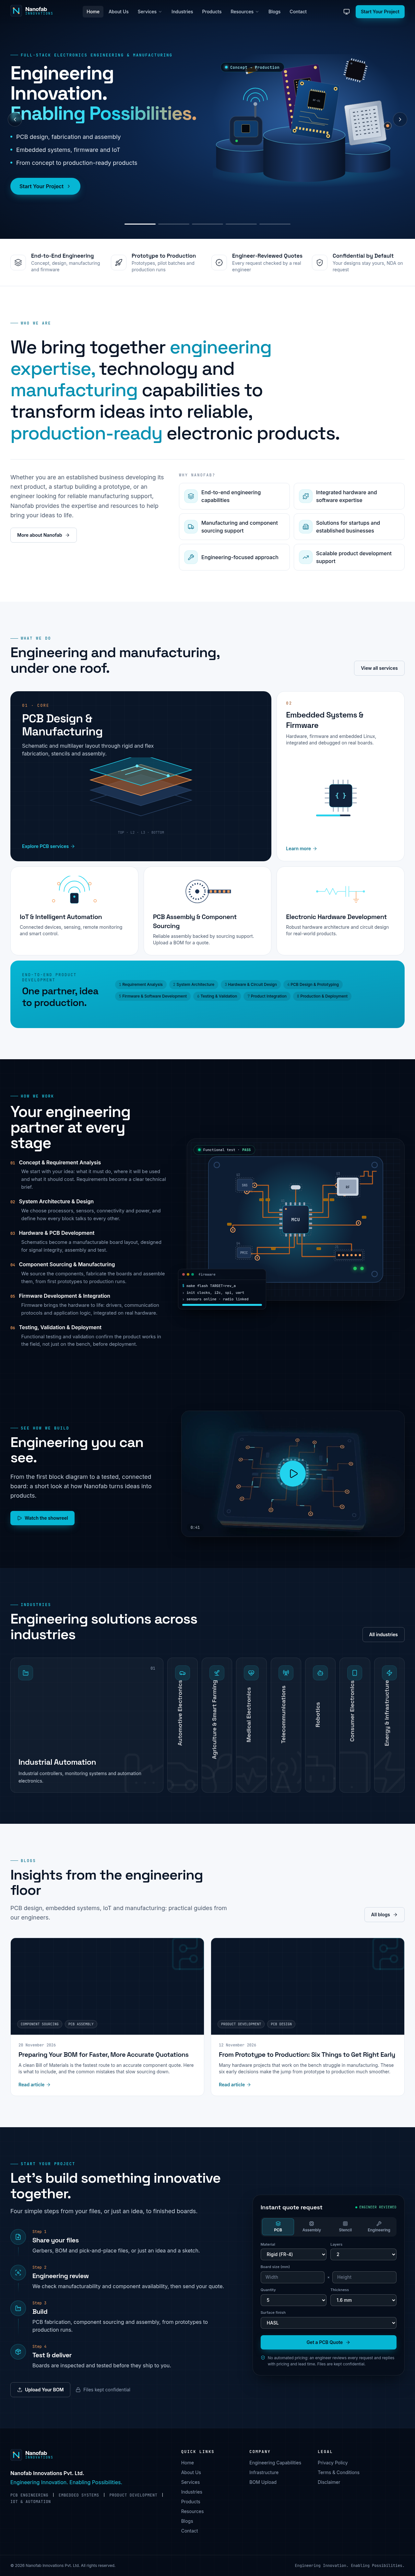 Nanofab
INNOVATIONS
Home
About Us
Services
Industries
Products
Resources
Blogs
Contact
Start Your Project
FULL-STACK ELECTRONICS ENGINEERING & MANUFACTURING
Engineering
Innovation.
Enabling Possibilities.
PCB design, fabrication and assembly
Embedded systems, firmware and IoT
From concept to production-ready products
Start Your Project
Concept → Production
End-to-End Engineering
Concept, design, manufacturing
and firmware
Prototype to Production
Prototypes, pilot batches and
production runs
Engineer-Reviewed Quotes
Every request checked by a real
engineer
Confidential by Default
Your designs stay yours, NDA on
request
WHO WE ARE
We bring together engineering
expertise, technology and
manufacturing capabilities to
transform ideas into reliable,
production-ready electronic products.
Whether you are an established business developing its
next product, a startup building a prototype, or an
engineer looking for reliable manufacturing support,
Nanofab provides the expertise and resources to help
bring your ideas to life.
More about Nanofab →
WHY NANOFAB?
End-to-end engineering
capabilities
Integrated hardware and
software expertise
Manufacturing and component
sourcing support
Solutions for startups and
established businesses
Engineering-focused approach
Scalable product development
support
WHAT WE DO
Engineering and manufacturing,
under one roof.
View all services
01 · CORE
PCB Design &
Manufacturing
Schematic and multilayer layout through rigid and flex
fabrication, stencils and assembly.
TOP · L2 · L3 · BOTTOM
Explore PCB services →
02
Embedded Systems &
Firmware
Hardware, firmware and embedded Linux,
integrated and debugged on real boards.
{ }
Learn more →
IoT & Intelligent Automation
Connected devices, sensing, remote monitoring
and smart control.
PCB Assembly & Component
Sourcing
Reliable assembly backed by sourcing support.
Upload a BOM for a quote.
Electronic Hardware Development
Robust hardware architecture and circuit design
for real-world products.
END-TO-END PRODUCT
DEVELOPMENT
One partner, idea
to production.
1 Requirement Analysis
2 System Architecture
3 Hardware & Circuit Design
4 PCB Design & Prototyping
5 Firmware & Software Development
6 Testing & Validation
7 Product Integration
8 Production & Deployment
HOW WE WORK
Your engineering
partner at every
stage
01 Concept & Requirement Analysis
We start with your idea: what it must do, where it will be used
and what it should cost. Requirements become a clear technical
brief.
02 System Architecture & Design
We choose processors, sensors, connectivity and power, and
define how every block talks to every other.
03 Hardware & PCB Development
Schematics become a manufacturable board layout, designed
for signal integrity, assembly and test.
04 Component Sourcing & Manufacturing
We source the components, fabricate the boards and assemble
them, from first prototypes to production runs.
05 Firmware Development & Integration
Firmware brings the hardware to life: drivers, communication
protocols and application logic, integrated on real hardware.
06 Testing, Validation & Deployment
Functional testing and validation confirm the product works in
the field, not just on the bench, before deployment.
Functional test · PASS
MCU
firmware
$ make flash TARGET=rev_a
› init clocks, i2c, spi, uart
› sensors online · radio linked
SEE HOW WE BUILD
Engineering you can
see.
From the first block diagram to a tested, connected
board: a short look at how Nanofab turns ideas into
products.
Watch the showreel
0:41
INDUSTRIES
Engineering solutions across
industries
All industries
01
Industrial Automation
Industrial controllers, monitoring systems and automation
electronics.
Automotive Electronics
Agriculture & Smart Farming
Medical Electronics
Telecommunications
Robotics
Consumer Electronics
Energy & Infrastructure
BLOGS
Insights from the engineering
floor
PCB design, embedded systems, IoT and manufacturing: practical guides from
our engineers.
All blogs →
COMPONENT SOURCING
PCB ASSEMBLY
Preparing Your BOM for Faster, More Accurate Quotations
A clean Bill of Materials is the fastest route to an accurate component quote. Here
is what to include, and the common mistakes that slow sourcing down.
Read article →
PRODUCT DEVELOPMENT
PCB DESIGN
From Prototype to Production: Six Things to Get Right Early
Many hardware projects that work on the bench struggle in manufacturing. These
six early decisions make the jump from prototype to production much smoother.
Read article →
START YOUR PROJECT
Let's build something innovative
together.
Four simple steps from your files, or just an idea, to finished boards.
Step 1
Share your files
Gerbers, BOM and pick-and-place files, or just an idea and a sketch.
Step 2
Engineering review
We check manufacturability and component availability, then send your quote.
Step 3
Build
PCB fabrication, component sourcing and assembly, from prototypes to
production runs.
Step 4
Test & deliver
Boards are inspected and tested before they ship to you.
Upload Your BOM
Files kept confidential
Instant quote request
ENGINEER REVIEWED
PCB
Assembly
Stencil
Engineering
Material
Layers
Rigid (FR-4)
2
Board size (mm)
Width
×
Height
Quantity
Thickness
5
1.6 mm
Surface finish
HASL
Get a PCB Quote →
No automated pricing: an engineer reviews every request and replies
with pricing and lead time. Files are kept confidential.
Nanofab
INNOVATIONS
Nanofab Innovations Pvt. Ltd.
Engineering Innovation. Enabling Possibilities.
PCB ENGINEERING | EMBEDDED SYSTEMS | PRODUCT DEVELOPMENT |
IOT & AUTOMATION
QUICK LINKS
Home
About Us
Services
Industries
Products
Resources
Blogs
Contact
COMPANY
Engineering Capabilities
Infrastructure
BOM Upload
LEGAL
Privacy Policy
Terms & Conditions
Disclaimer
© 2026 Nanofab Innovations Pvt. Ltd. All rights reserved.
Engineering Innovation. Enabling Possibilities.